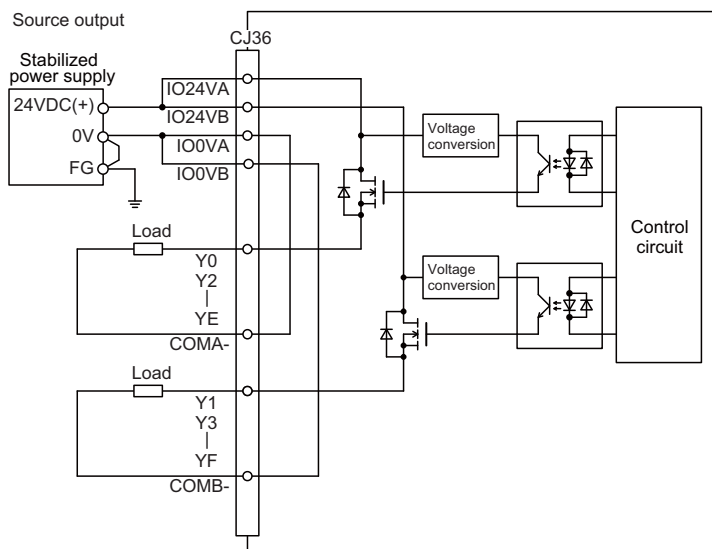 Source output
CJ36
Stabilized
power supply
24VDC(+)
0V
FG
IO24VA
IO24VB
IO0VA
IO0VB
Load
Y0
Y2
|
YE
COMA-
Load
Y1
Y3
|
YF
COMB-
Voltage
conversion
Voltage
conversion
Control
circuit